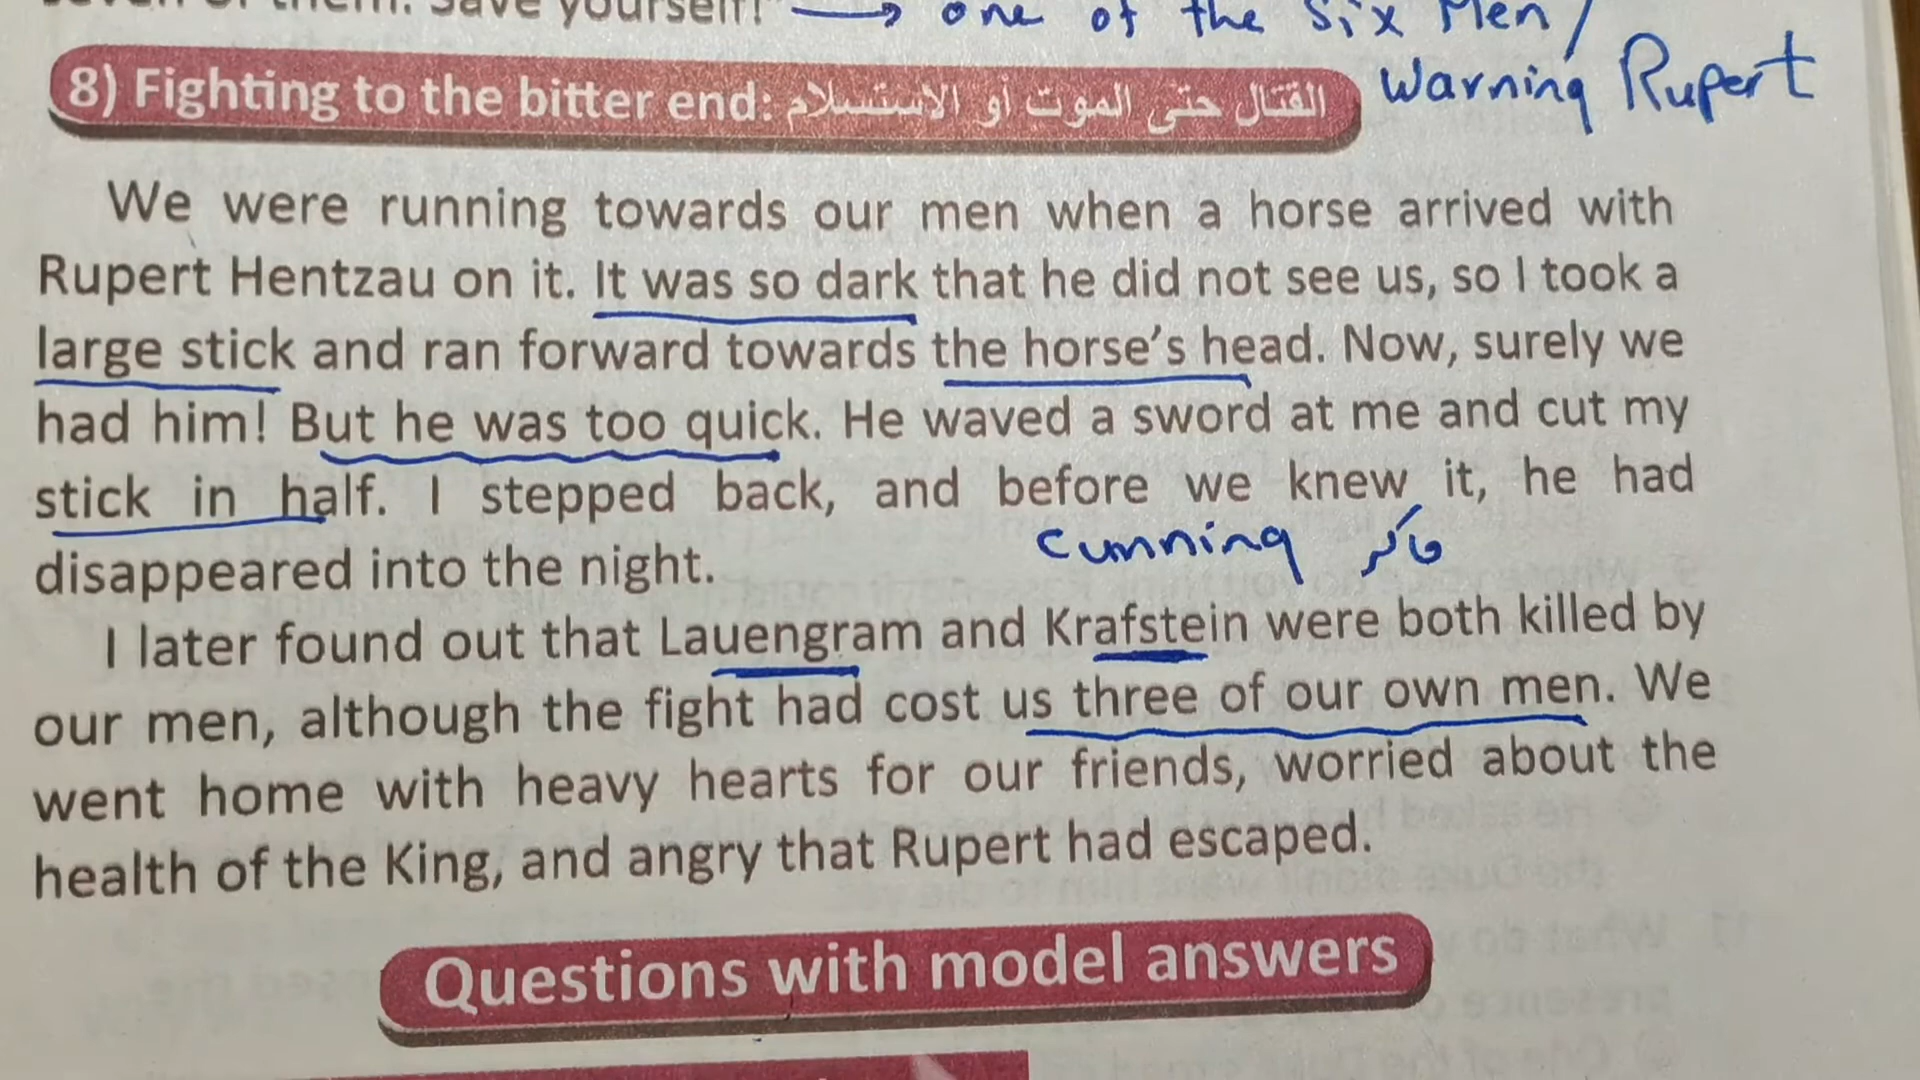 seven of them. Save yourself!" → one of the Six Men /
Warning Rupert
8) Fighting to the bitter end: القتال حتى الموت أو الاستسلام
We were running towards our men when a horse arrived with
Rupert Hentzau on it. It was so dark that he did not see us, so I took a
large stick and ran forward towards the horse's head. Now, surely we
had him! But he was too quick. He waved a sword at me and cut my
stick in half. I stepped back, and before we knew it, he had
cunning ماكر
disappeared into the night.
I later found out that Lauengram and Krafstein were both killed by
our men, although the fight had cost us three of our own men. We
went home with heavy hearts for our friends, worried about the
health of the King, and angry that Rupert had escaped.
Questions with model answers